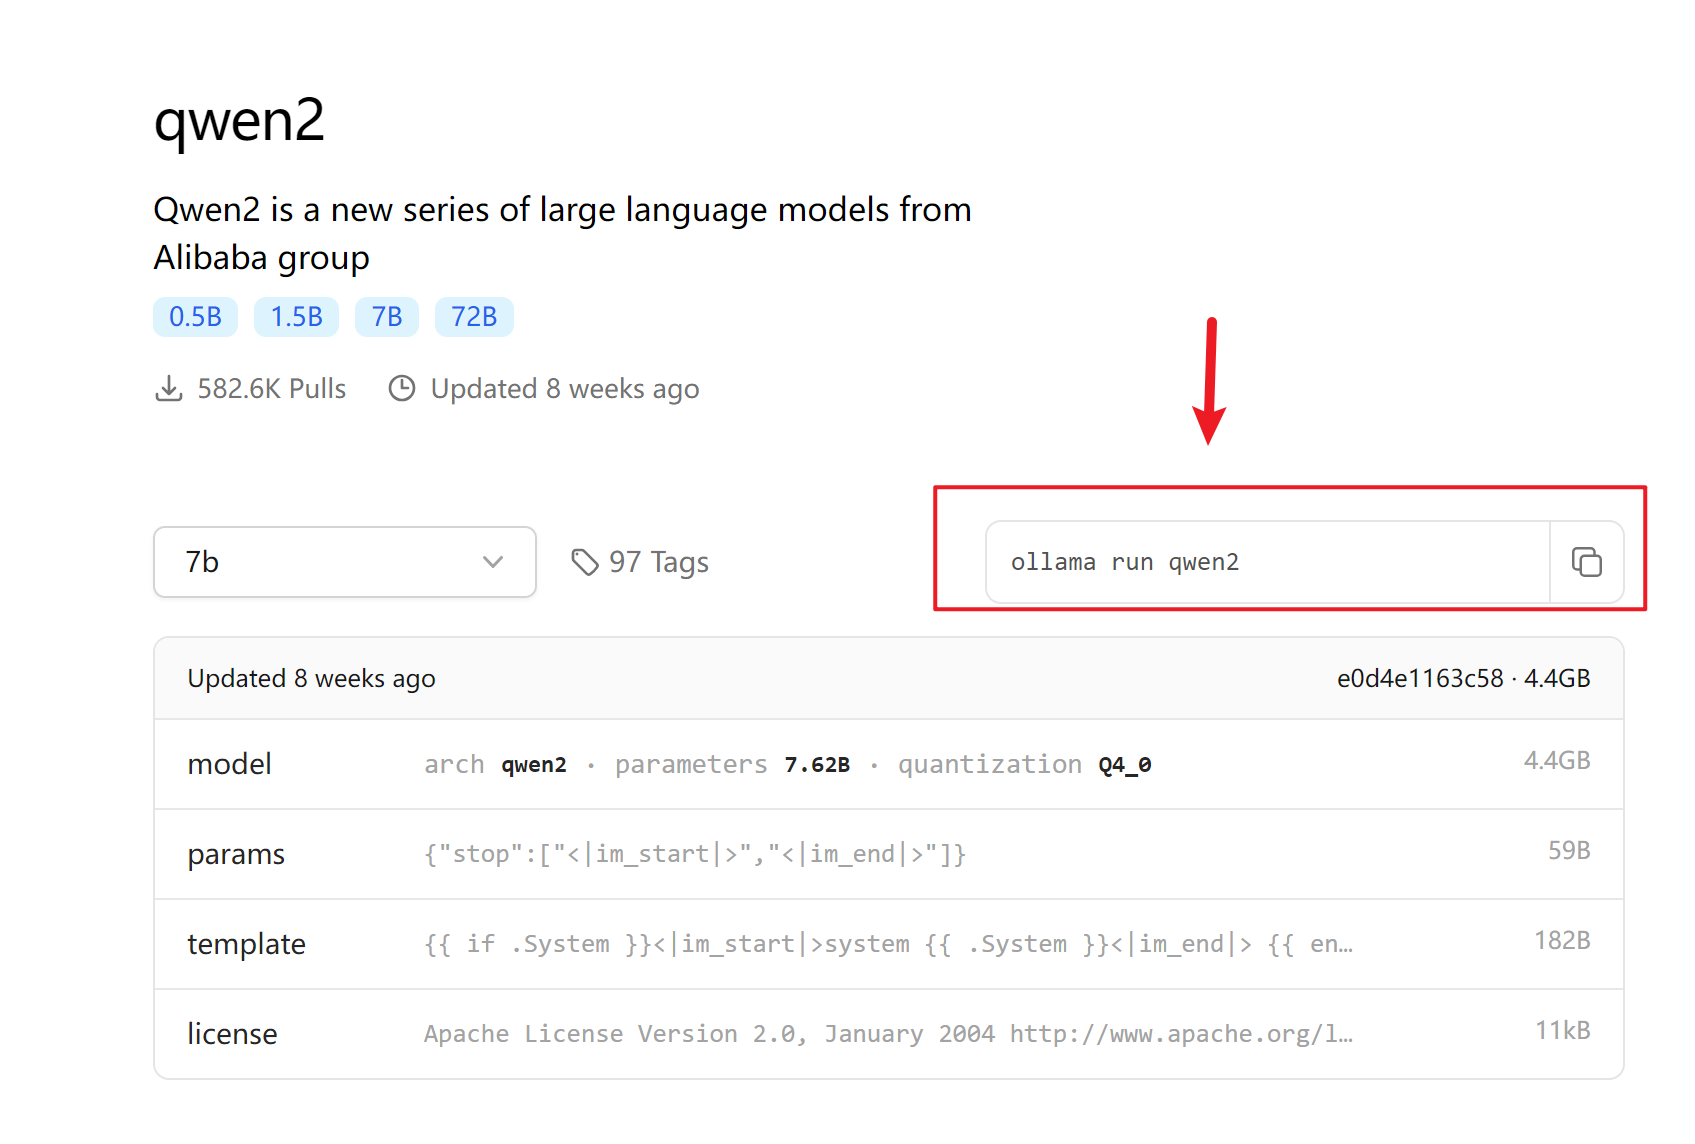 qwen2
Qwen2 is a new series of large language models from
Alibaba group
0.5B 1.5B 7B 72B
582.6K Pulls Updated 8 weeks ago
7b 97 Tags ollama run qwen2
Updated 8 weeks ago e0d4e1163c58 · 4.4GB
model arch qwen2 · parameters 7.62B · quantization Q4_0 4.4GB
params {"stop":["<|im_start|>","<|im_end|>"]} 59B
template {{ if .System }}<|im_start|>system {{ .System }}<|im_end|> {{ en… 182B
license Apache License Version 2.0, January 2004 http://www.apache.org/l… 11kB